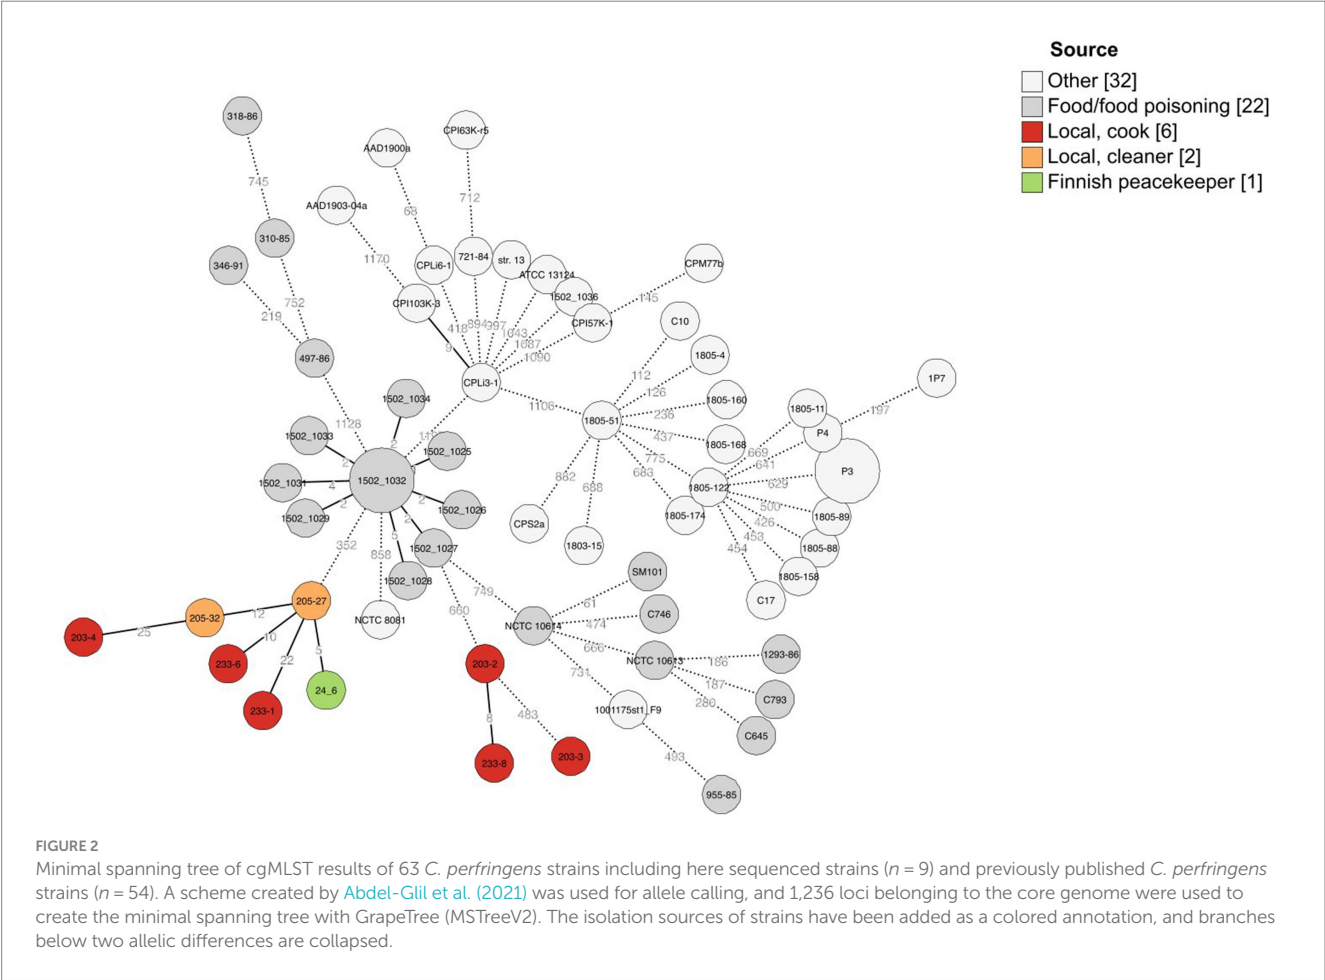 Source
Other [32]
Food/food poisoning [22]
Local, cook [6]
Local, cleaner [2]
Finnish peacekeeper [1]
318-86
CPI63K-r5
AAD1900a
745
712
AAD1903-04a
68
310-85
346-91
1170
CPLi6-1
721-84
str. 13
ATCC 13124
CPM77b
1502_1036
145
752
CPI103K-3
219
CPI57K-1
C10
418
894
997
1043
1087
1090
9
497-86
1805-4
112
1P7
CPLi3-1
126
1502_1034
1106
1805-160
236
1805-11
197
1805-51
1128
P4
1502_1033
2
437
1805-168
1502_1025
2
775
669
641
683
P3
1502_1032
882
688
1805-122
629
1502_1031
4
2
2
1502_1026
500
1502_1029
2
1805-174
426
1805-89
CPS2a
453
454
1803-15
1805-88
352
858
5
1502_1027
1502_1028
SM101
1805-158
749
C17
205-27
61
660
C746
12
205-32
NCTC 8081
NCTC 10614
474
203-4
25
10
5
666
233-6
22
203-2
NCTC 10613
186
1293-86
731
187
24_6
280
C793
233-1
8
483
1001175st1_F9
C645
203-3
493
233-8
955-85
FIGURE 2
Minimal spanning tree of cgMLST results of 63 C. perfringens strains including here sequenced strains (n = 9) and previously published C. perfringens
strains (n = 54). A scheme created by Abdel-Glil et al. (2021) was used for allele calling, and 1,236 loci belonging to the core genome were used to
create the minimal spanning tree with GrapeTree (MSTreeV2). The isolation sources of strains have been added as a colored annotation, and branches
below two allelic differences are collapsed.